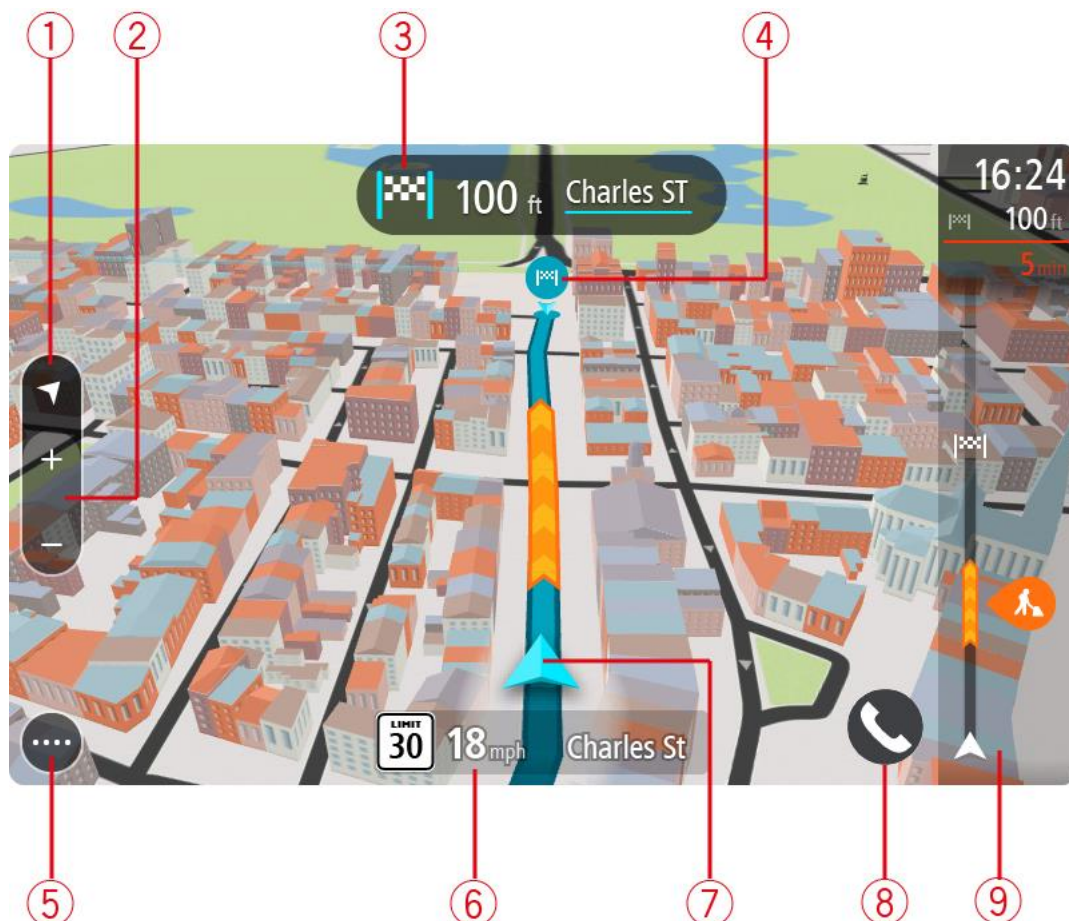 1 2 3 4
100 ft Charles ST
16:24
100 ft
5 min
+
−
LIMIT
30
18 mph Charles St
5 6 7 8 9